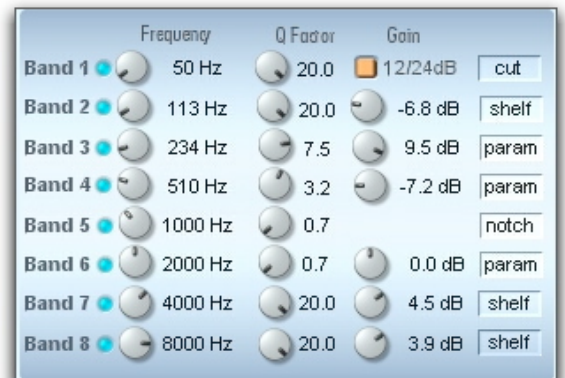 Frequency Q Factor Gain
Band 1 50 Hz 20.0 12/24dB cut
Band 2 113 Hz 20.0 -6.8 dB shelf
Band 3 234 Hz 7.5 9.5 dB param
Band 4 510 Hz 3.2 -7.2 dB param
Band 5 1000 Hz 0.7 notch
Band 6 2000 Hz 0.7 0.0 dB param
Band 7 4000 Hz 20.0 4.5 dB shelf
Band 8 8000 Hz 20.0 3.9 dB shelf